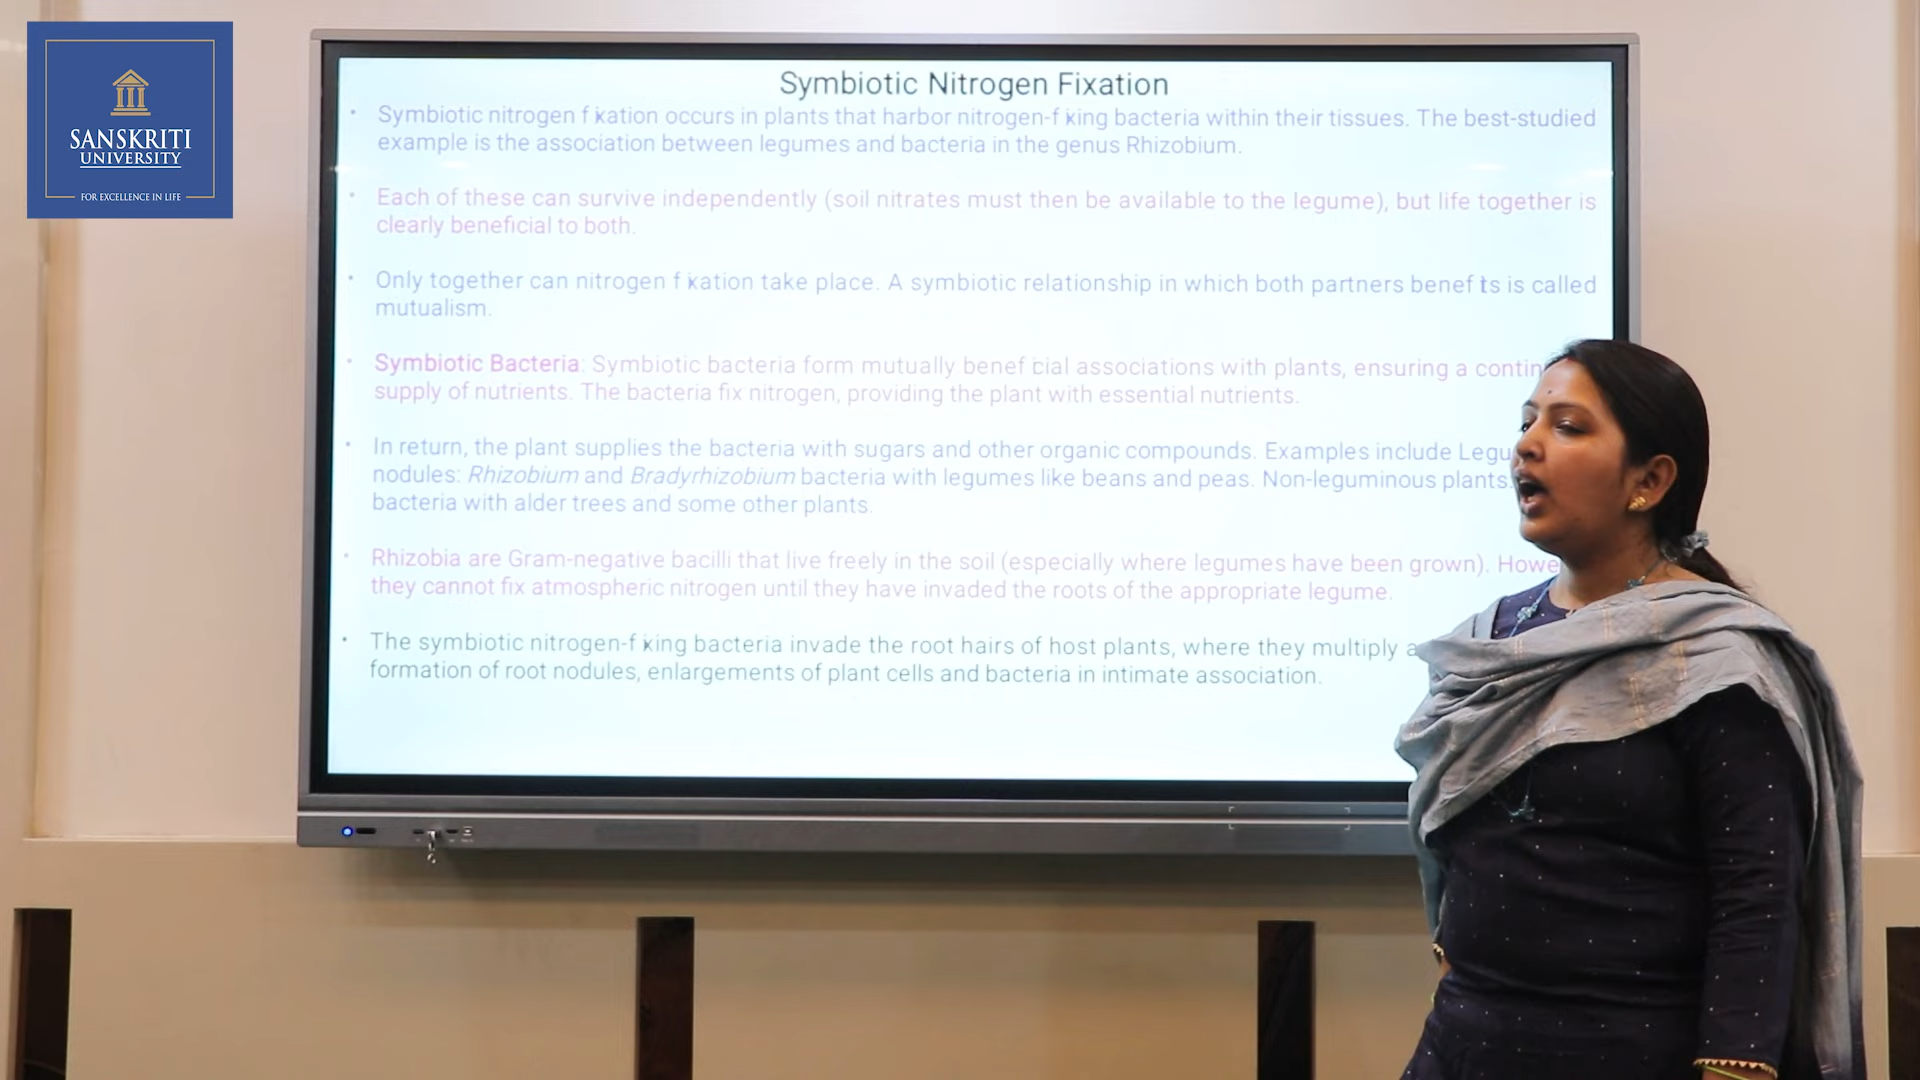 SANSKRITI
UNIVERSITY
FOR EXCELLENCE IN LIFE
Symbiotic Nitrogen Fixation
• Symbiotic nitrogen fixation occurs in plants that harbor nitrogen-fixing bacteria within their tissues. The best-studied
example is the association between legumes and bacteria in the genus Rhizobium.
• Each of these can survive independently (soil nitrates must then be available to the legume), but life together is
clearly beneficial to both.
• Only together can nitrogen fixation take place. A symbiotic relationship in which both partners benefits is called
mutualism.
• Symbiotic Bacteria: Symbiotic bacteria form mutually beneficial associations with plants, ensuring a contin
supply of nutrients. The bacteria fix nitrogen, providing the plant with essential nutrients.
• In return, the plant supplies the bacteria with sugars and other organic compounds. Examples include Legu
nodules: Rhizobium and Bradyrhizobium bacteria with legumes like beans and peas. Non-leguminous plants:
bacteria with alder trees and some other plants.
• Rhizobia are Gram-negative bacilli that live freely in the soil (especially where legumes have been grown). Howe
they cannot fix atmospheric nitrogen until they have invaded the roots of the appropriate legume.
• The symbiotic nitrogen-fixing bacteria invade the root hairs of host plants, where they multiply a
formation of root nodules, enlargements of plant cells and bacteria in intimate association.